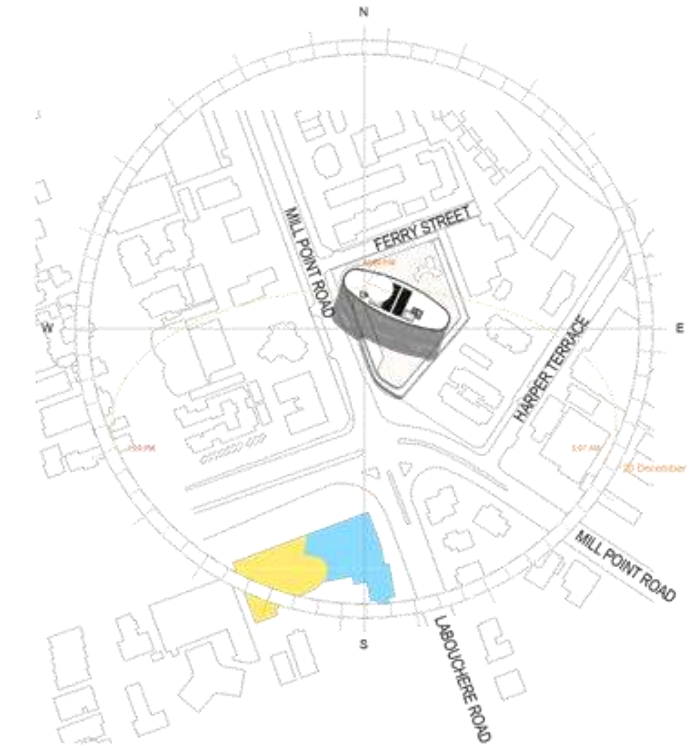 N
MILL POINT ROAD
FERRY STREET
W
E
HARPER TERRACE
20 December
MILL POINT ROAD
S
LABOUCHERE ROAD